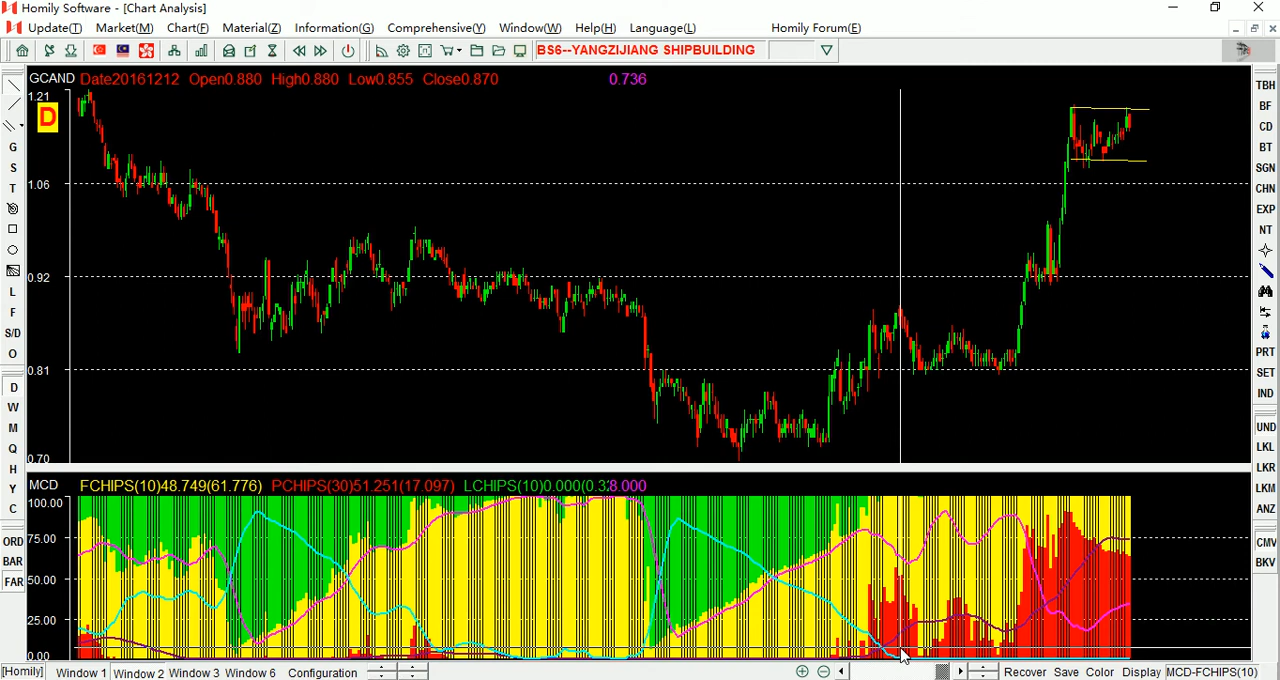 Homily Software - [Chart Analysis]
Update(T) Market(M) Chart(F) Material(Z) Information(G) Comprehensive(Y) Window(W) Help(H) Language(L) Homily Forum(E)
BS6--YANGZIJIANG SHIPBUILDING
GCAND Date20161212 Open0.880 High0.880 Low0.855 Close0.870 0.736
1.21
D
1.06
0.92
0.81
0.70
MCD FCHIPS(10)48.749(61.776) PCHIPS(30)51.251(17.097) LCHIPS(10)0.000(0.328.000
100.00
75.00
50.00
25.00
0.00
G
S
T
L
F
S/D
O
D
W
M
Q
H
Y
C
ORD
BAR
FAR
TBH
BF
CD
BT
SGN
CHN
EXP
NT
PRT
SET
IND
UND
LKL
LKR
LKM
ANZ
CMV
BKV
[Homily] Window 1 Window 2 Window 3 Window 6 Configuration Recover Save Color Display MCD-FCHIPS(10)